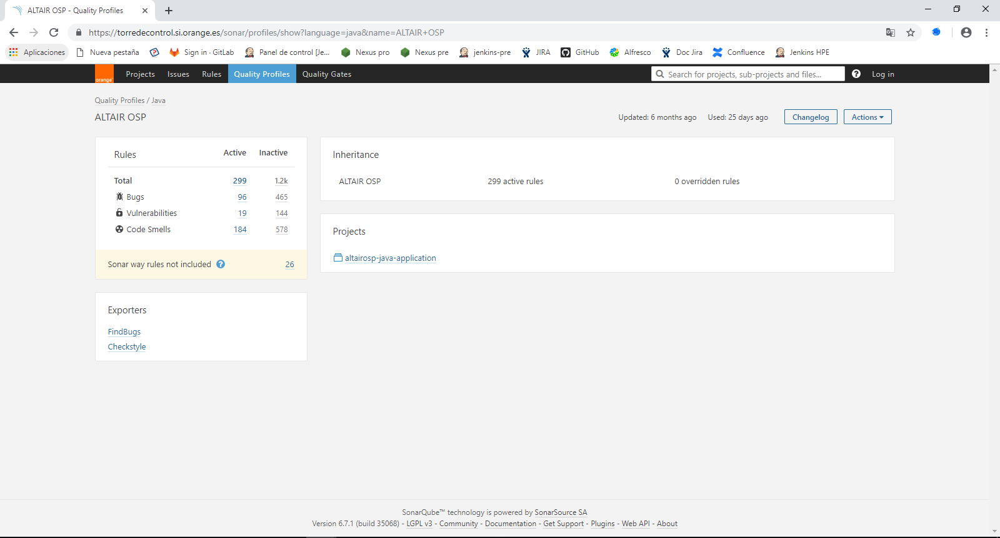 ALTAIR OSP - Quality Profiles
https://torredecontrol.si.orange.es/sonar/profiles/show?language=java&name=ALTAIR+OSP
Aplicaciones Nueva pestaña Sign in · GitLab Panel de control [Je... Nexus pro Nexus pre jenkins-pre JIRA GitHub Alfresco Doc Jira Confluence Jenkins HPE
orange™ Projects Issues Rules Quality Profiles Quality Gates Search for projects, sub-projects and files... ? Log in
Quality Profiles / Java
ALTAIR OSP Updated: 6 months ago Used: 25 days ago Changelog Actions
Rules Active Inactive
Total 299 1.2k
Bugs 96 465
Vulnerabilities 19 144
Code Smells 184 578
Sonar way rules not included ? 26
Exporters
FindBugs
Checkstyle
Inheritance
ALTAIR OSP 299 active rules 0 overridden rules
Projects
altairosp-java-application
SonarQube™ technology is powered by SonarSource SA
Version 6.7.1 (build 35068) - LGPL v3 - Community - Documentation - Get Support - Plugins - Web API - About